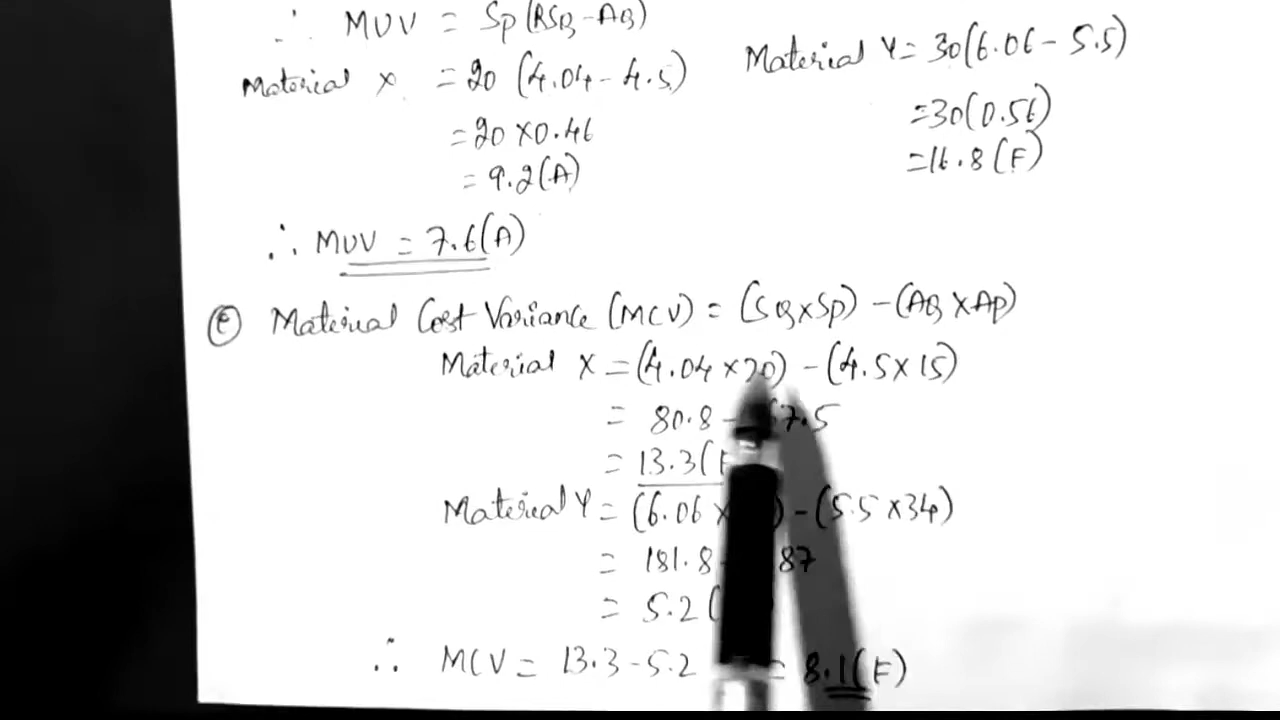 ∴ MUV = Sp(RSQ-AQ)
Material X = 20 (4.04 - 4.5)
= 20 × 0.46
= 9.2(A)
Material Y = 30(6.06 - 5.5)
= 30(0.56)
= 16.8(F)
∴ MUV = 7.6(A)
(E) Material Cost Variance (MCV) = (SQ×Sp) - (AQ×Ap)
Material X = (4.04 × 20) - (4.5 × 15)
= 80.8 - 7.5
= 13.3(F
Material Y = (6.06 × ) - (5.5 × 34)
= 181.8 - 87
= 5.2 (
∴ MCV = 13.3 - 5.2 = 8.1(F)